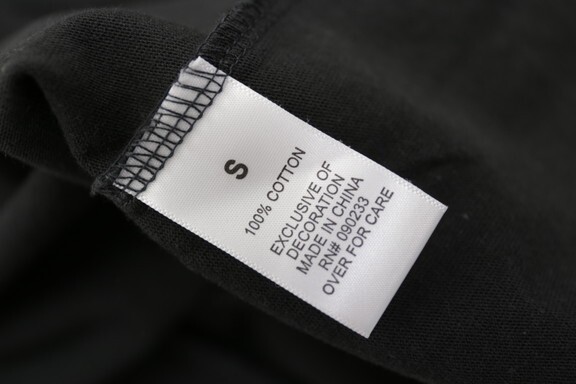 S
100% COTTON
EXCLUSIVE OF
DECORATION
MADE IN CHINA
RN# 090233
OVER FOR CARE